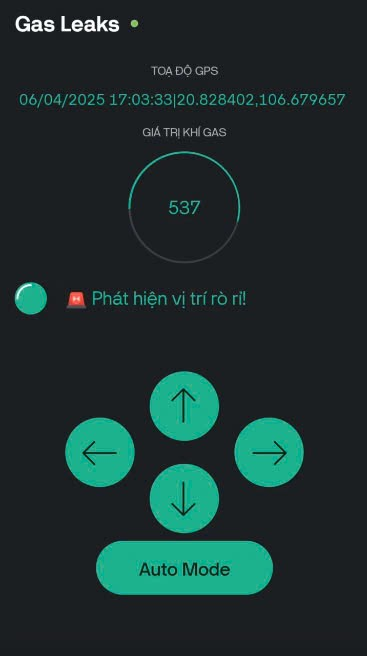 Gas Leaks
TOẠ ĐỘ GPS
06/04/2025 17:03:33|20.828402,106.679657
GIÁ TRỊ KHÍ GAS
537
🚨 Phát hiện vị trí rò rỉ!
Auto Mode